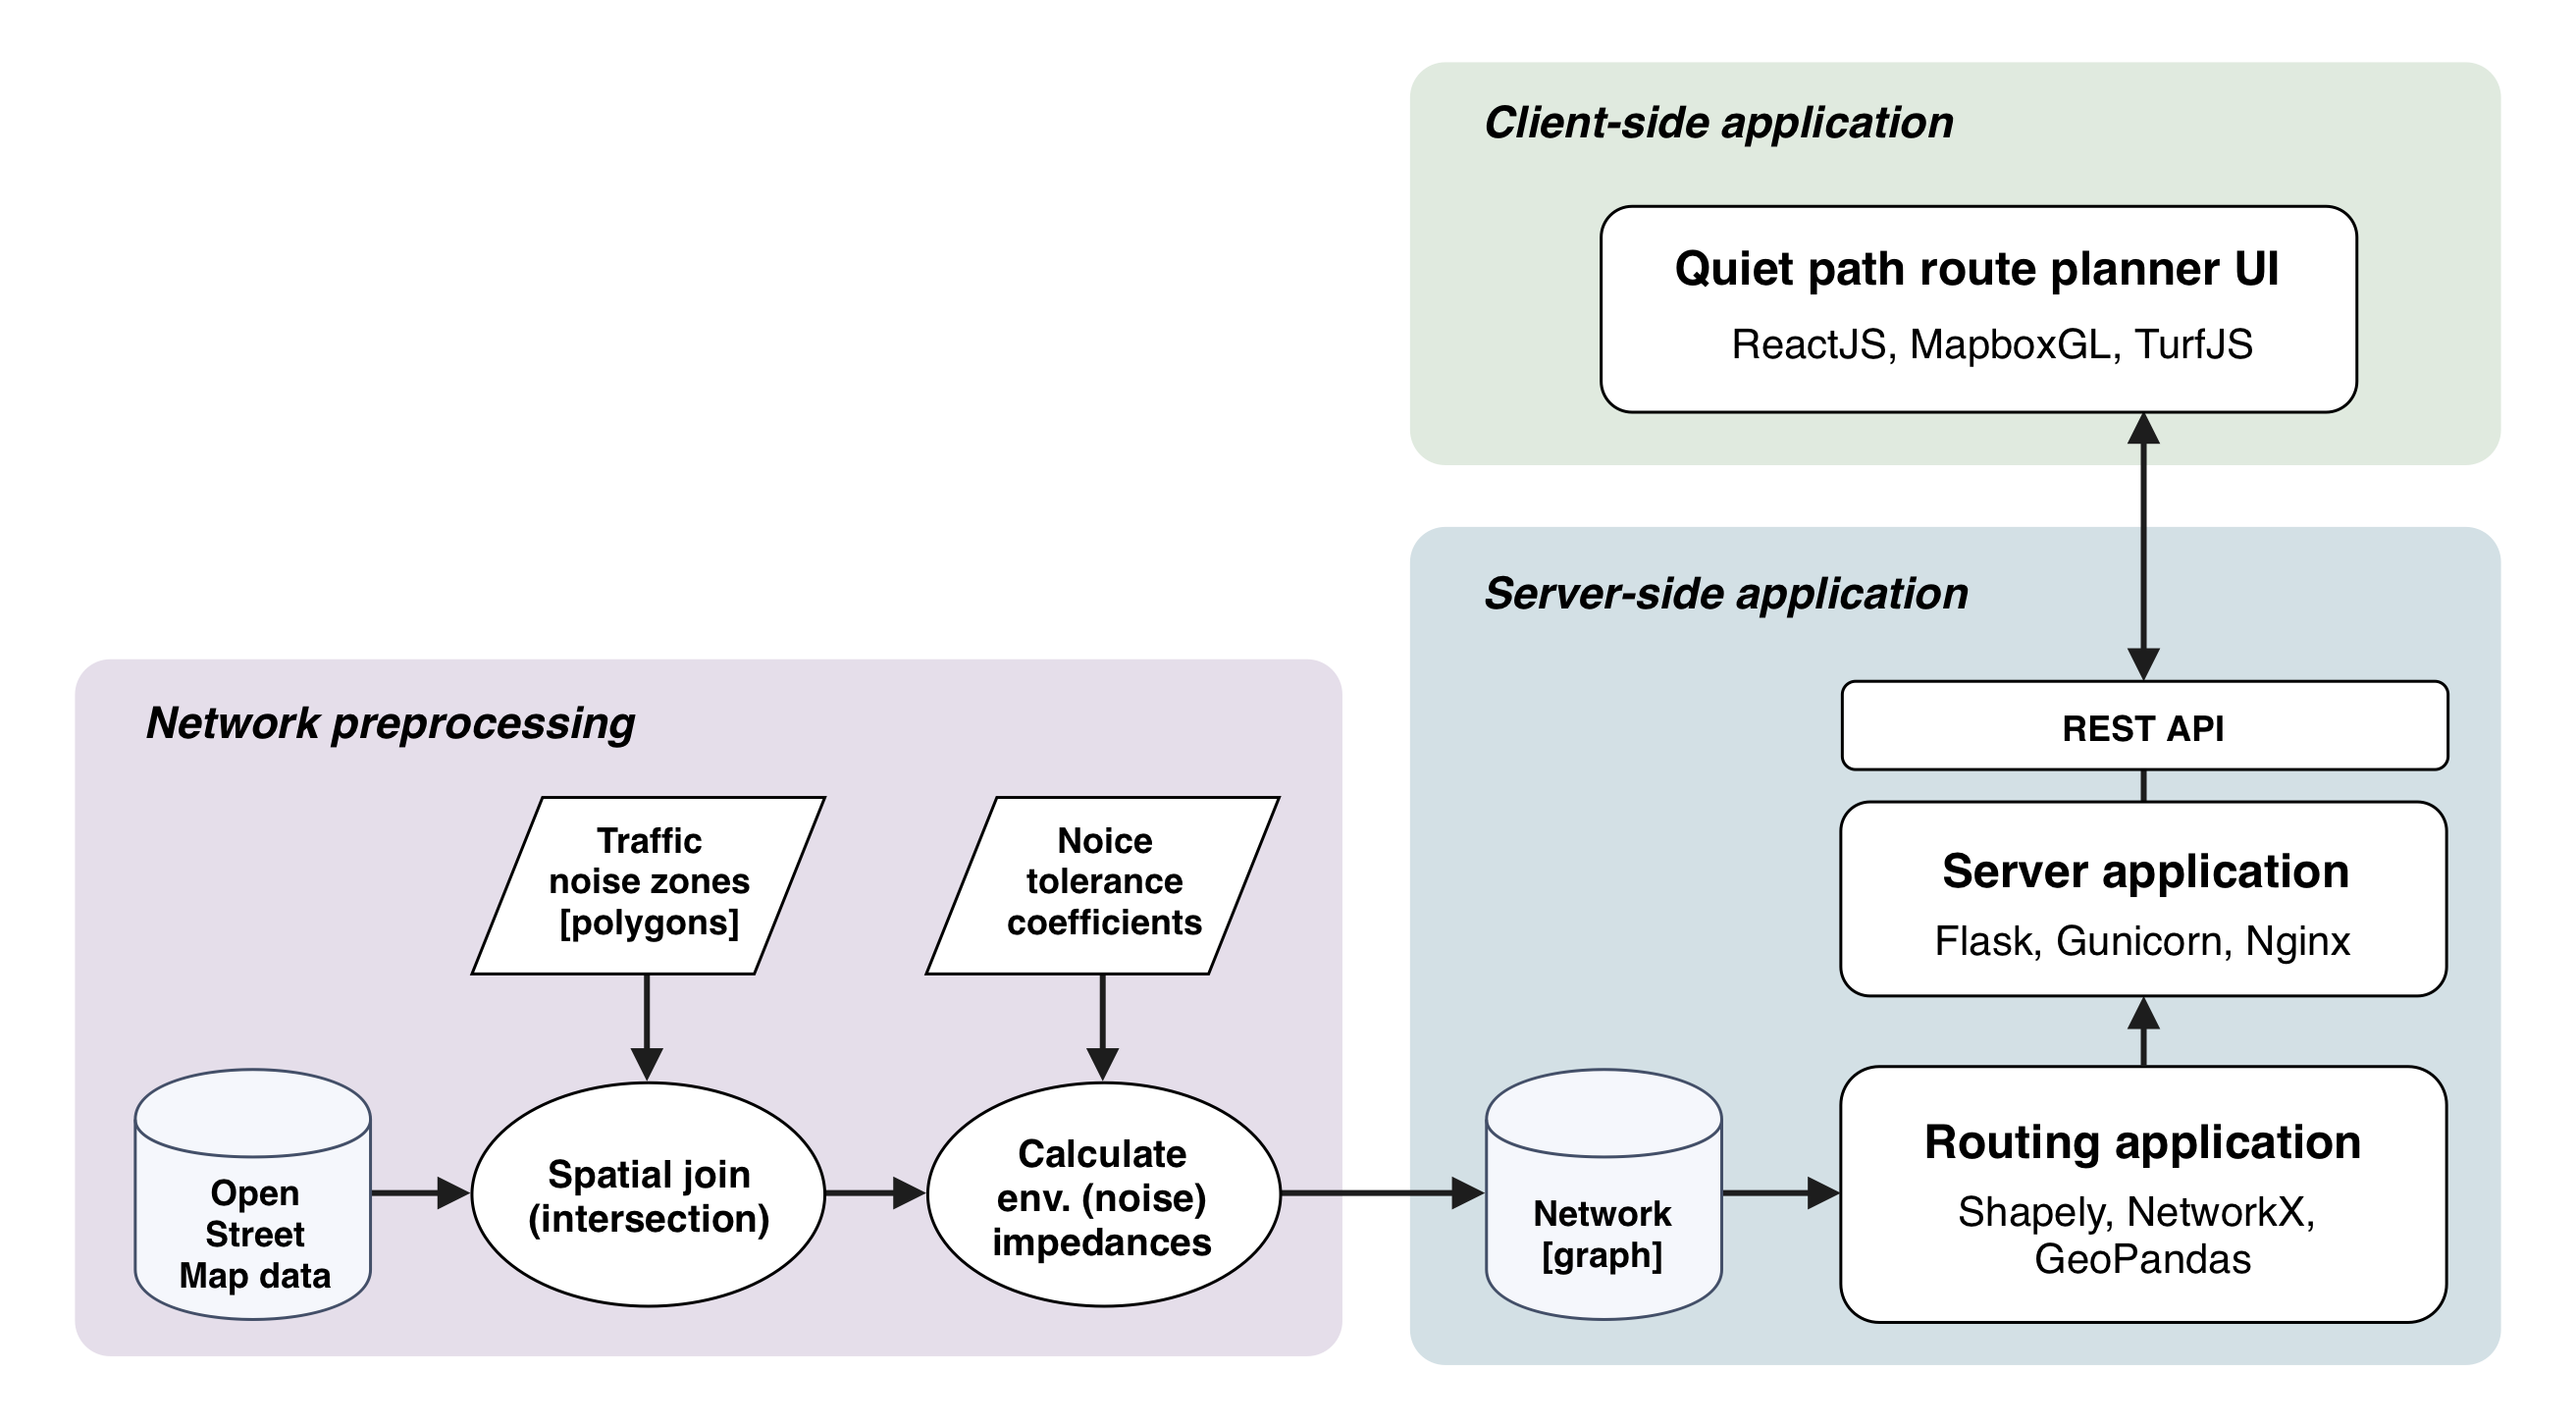 Client-side application
Quiet path route planner UI
ReactJS, MapboxGL, TurfJS
Server-side application
REST API
Server application
Flask, Gunicorn, Nginx
Routing application
Shapely, NetworkX,
GeoPandas
Network
[graph]
Network preprocessing
Traffic
noise zones
[polygons]
Noice
tolerance
coefficients
Open
Street
Map data
Spatial join
(intersection)
Calculate
env. (noise)
impedances